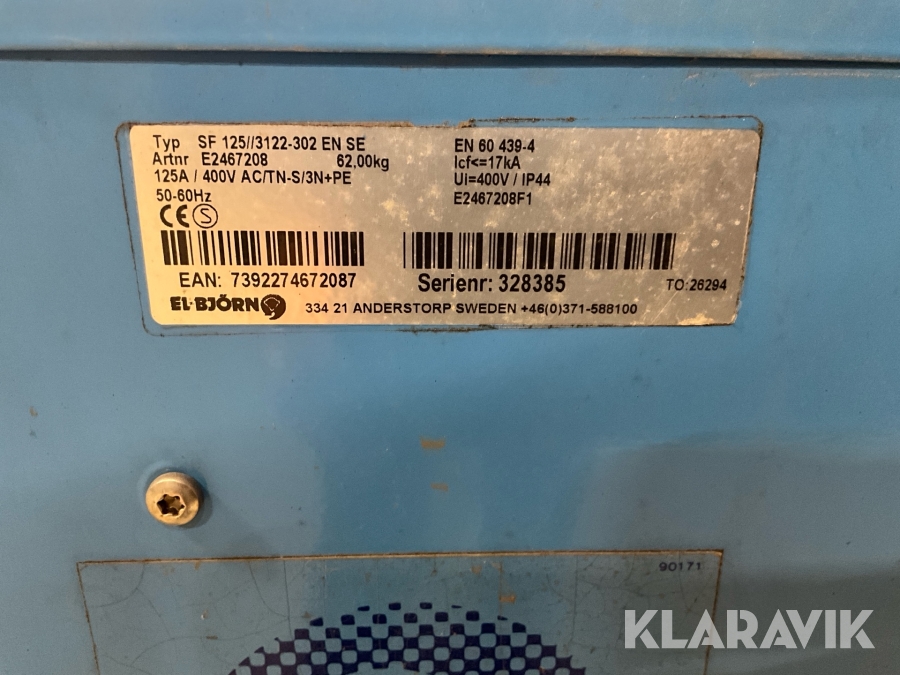 Typ SF 125//3122-302 EN SE
Artnr E2467208 62,00kg
125A / 400V AC/TN-S/3N+PE
50-60Hz
CE S
EN 60 439-4
Icf<=17kA
Ui=400V / IP44
E2467208F1
EAN: 7392274672087
Serienr: 328385
TO:26294
EL·BJÖRN
334 21 ANDERSTORP SWEDEN +46(0)371-588100
90171
KLARAVIK